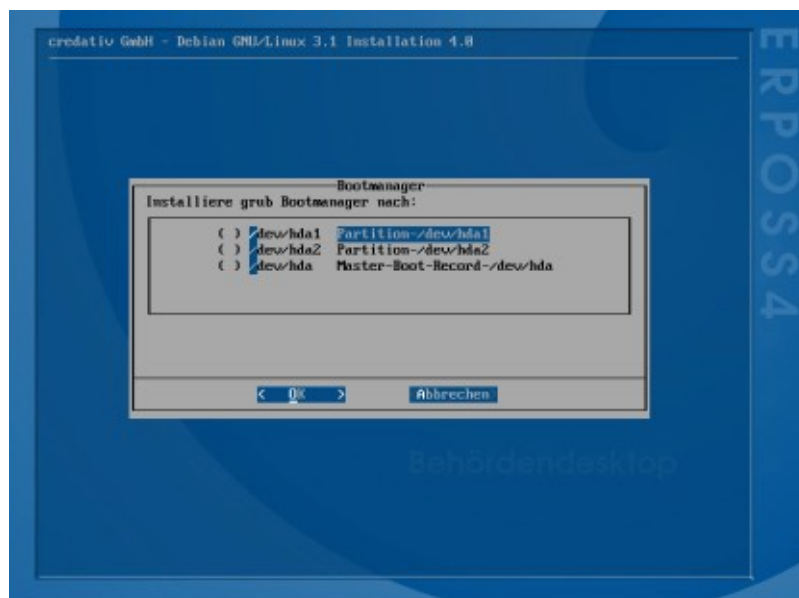 credativ GmbH - Debian GNU/Linux 3.1 Installation 4.0
ERPOSS4
Bootmanager
Installiere grub Bootmanager nach:
( ) /dev/hda1 Partition-/dev/hda1
( ) /dev/hda2 Partition-/dev/hda2
( ) /dev/hda Master-Boot-Record-/dev/hda
< OK >
Abbrechen
Behördendesktop